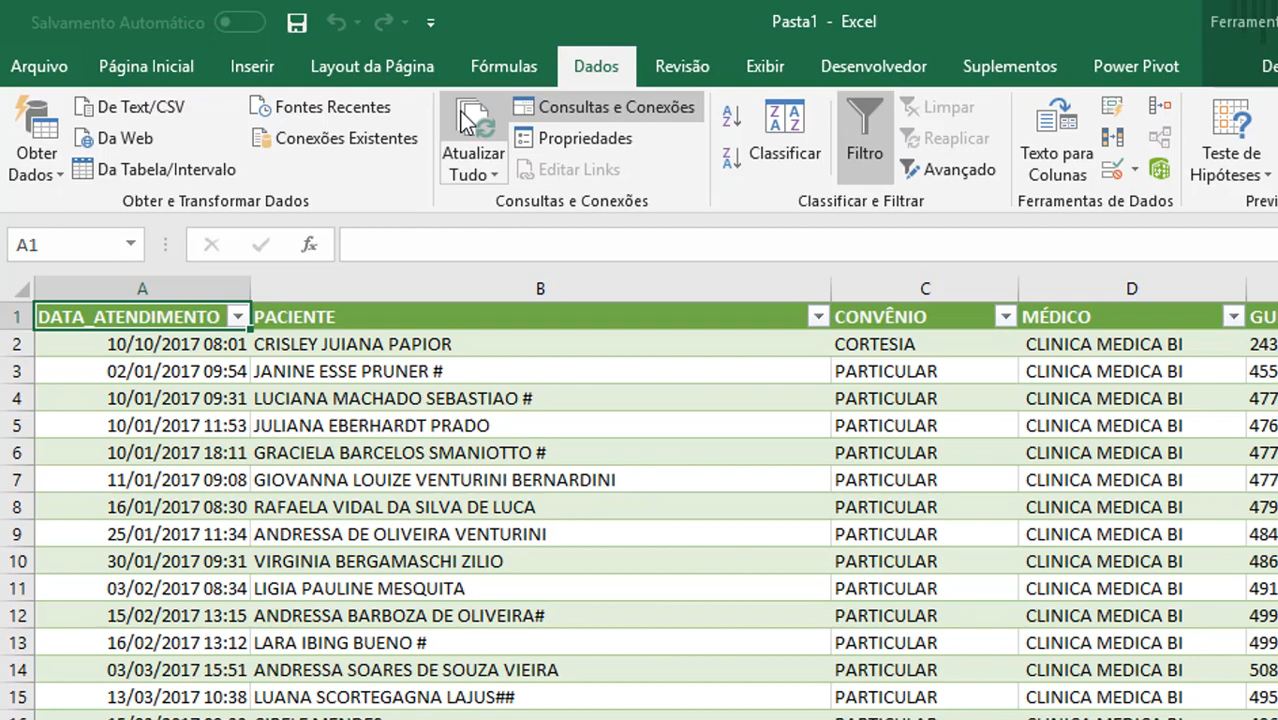 Salvamento Automático
Pasta1 - Excel
Arquivo Página Inicial Inserir Layout da Página Fórmulas Dados Revisão Exibir Desenvolvedor Suplementos Power Pivot
Obter Dados
De Text/CSV
Da Web
Da Tabela/Intervalo
Fontes Recentes
Conexões Existentes
Obter e Transformar Dados
Atualizar Tudo
Consultas e Conexões
Propriedades
Editar Links
Consultas e Conexões
Classificar
Filtro
Limpar
Reaplicar
Avançado
Classificar e Filtrar
Texto para Colunas
Ferramentas de Dados
Teste de Hipóteses
A1 fx
A B C D
1 DATA_ATENDIMENTO PACIENTE CONVÊNIO MÉDICO
2 10/10/2017 08:01 CRISLEY JUIANA PAPIOR CORTESIA CLINICA MEDICA BI 243
3 02/01/2017 09:54 JANINE ESSE PRUNER # PARTICULAR CLINICA MEDICA BI 455
4 10/01/2017 09:31 LUCIANA MACHADO SEBASTIAO # PARTICULAR CLINICA MEDICA BI 477
5 10/01/2017 11:53 JULIANA EBERHARDT PRADO PARTICULAR CLINICA MEDICA BI 476
6 10/01/2017 18:11 GRACIELA BARCELOS SMANIOTTO # PARTICULAR CLINICA MEDICA BI 477
7 11/01/2017 09:08 GIOVANNA LOUIZE VENTURINI BERNARDINI PARTICULAR CLINICA MEDICA BI 477
8 16/01/2017 08:30 RAFAELA VIDAL DA SILVA DE LUCA PARTICULAR CLINICA MEDICA BI 479
9 25/01/2017 11:34 ANDRESSA DE OLIVEIRA VENTURINI PARTICULAR CLINICA MEDICA BI 484
10 30/01/2017 09:31 VIRGINIA BERGAMASCHI ZILIO PARTICULAR CLINICA MEDICA BI 486
11 03/02/2017 08:34 LIGIA PAULINE MESQUITA PARTICULAR CLINICA MEDICA BI 491
12 15/02/2017 13:15 ANDRESSA BARBOZA DE OLIVEIRA# PARTICULAR CLINICA MEDICA BI 499
13 16/02/2017 13:12 LARA IBING BUENO # PARTICULAR CLINICA MEDICA BI 499
14 03/03/2017 15:51 ANDRESSA SOARES DE SOUZA VIEIRA PARTICULAR CLINICA MEDICA BI 508
15 13/03/2017 10:38 LUANA SCORTEGAGNA LAJUS## PARTICULAR CLINICA MEDICA BI 495